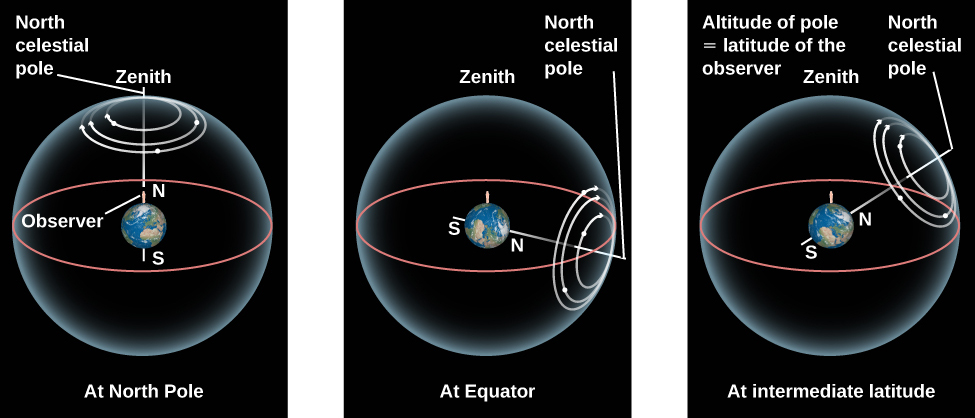 North
celestial
pole
Zenith
N
Observer
S
At North Pole
North
celestial
pole
Zenith
S
N
At Equator
Altitude of pole
= latitude of the
observer
North
celestial
pole
Zenith
N
S
At intermediate latitude